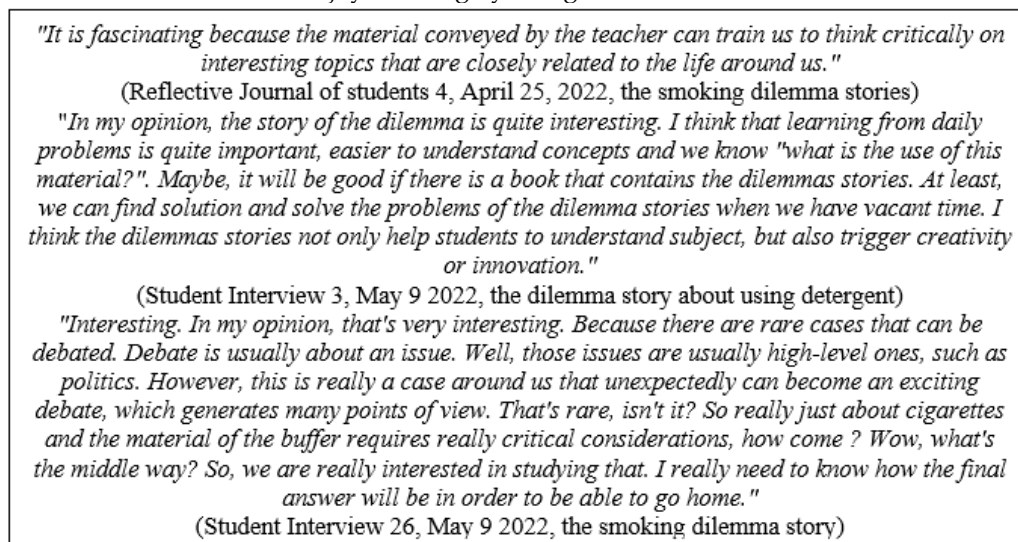 "It is fascinating because the material conveyed by the teacher can train us to think critically on
interesting topics that are closely related to the life around us."
(Reflective Journal of students 4, April 25, 2022, the smoking dilemma stories)
"In my opinion, the story of the dilemma is quite interesting. I think that learning from daily
problems is quite important, easier to understand concepts and we know "what is the use of this
material?". Maybe, it will be good if there is a book that contains the dilemmas stories. At least,
we can find solution and solve the problems of the dilemma stories when we have vacant time. I
think the dilemmas stories not only help students to understand subject, but also trigger creativity
or innovation."
(Student Interview 3, May 9 2022, the dilemma story about using detergent)
"Interesting. In my opinion, that's very interesting. Because there are rare cases that can be
debated. Debate is usually about an issue. Well, those issues are usually high-level ones, such as
politics. However, this is really a case around us that unexpectedly can become an exciting
debate, which generates many points of view. That's rare, isn't it? So really just about cigarettes
and the material of the buffer requires really critical considerations, how come ? Wow, what's
the middle way? So, we are really interested in studying that. I really need to know how the final
answer will be in order to be able to go home."
(Student Interview 26, May 9 2022, the smoking dilemma story)